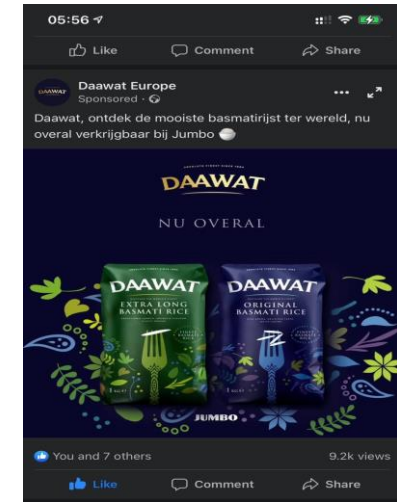 05:56
Like Comment Share
DAAWAT
Daawat Europe
Sponsored ·
Daawat, ontdek de mooiste basmatirijst ter wereld, nu
overal verkrijgbaar bij Jumbo
DAAWAT
NU OVERAL
DAAWAT DAAWAT
EXTRA LONG ORIGINAL
BASMATI RICE BASMATI RICE
JUMBO
You and 7 others 9.2k views
Like Comment Share